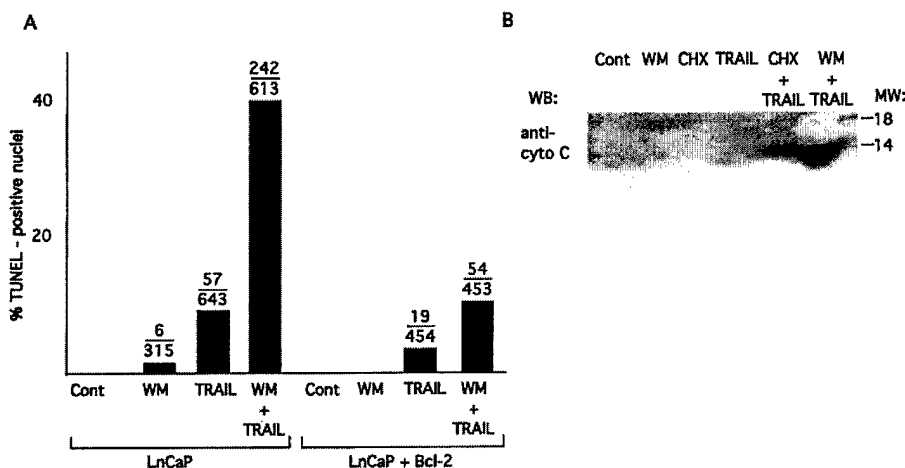 A
% TUNEL - positive nuclei
40
20
6
315
57
643
242
613
19
454
54
453
Cont WM TRAIL WM + TRAIL
Cont WM TRAIL WM + TRAIL
LnCaP
LnCaP + Bcl-2
B
Cont WM CHX TRAIL CHX + TRAIL WM + TRAIL
WB:
MW:
anti-
cyto C
18
14